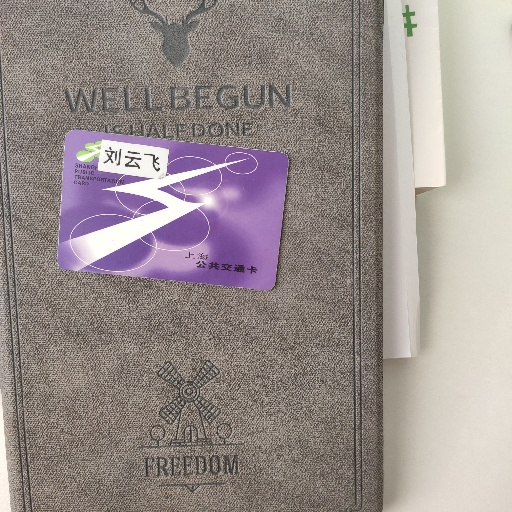 #
WELL BEGUN
IS HALF DONE
刘云飞
SHANGHAI
PUBLIC
TRANSPORTATION
CARD
上海
公共交通卡
FREEDOM